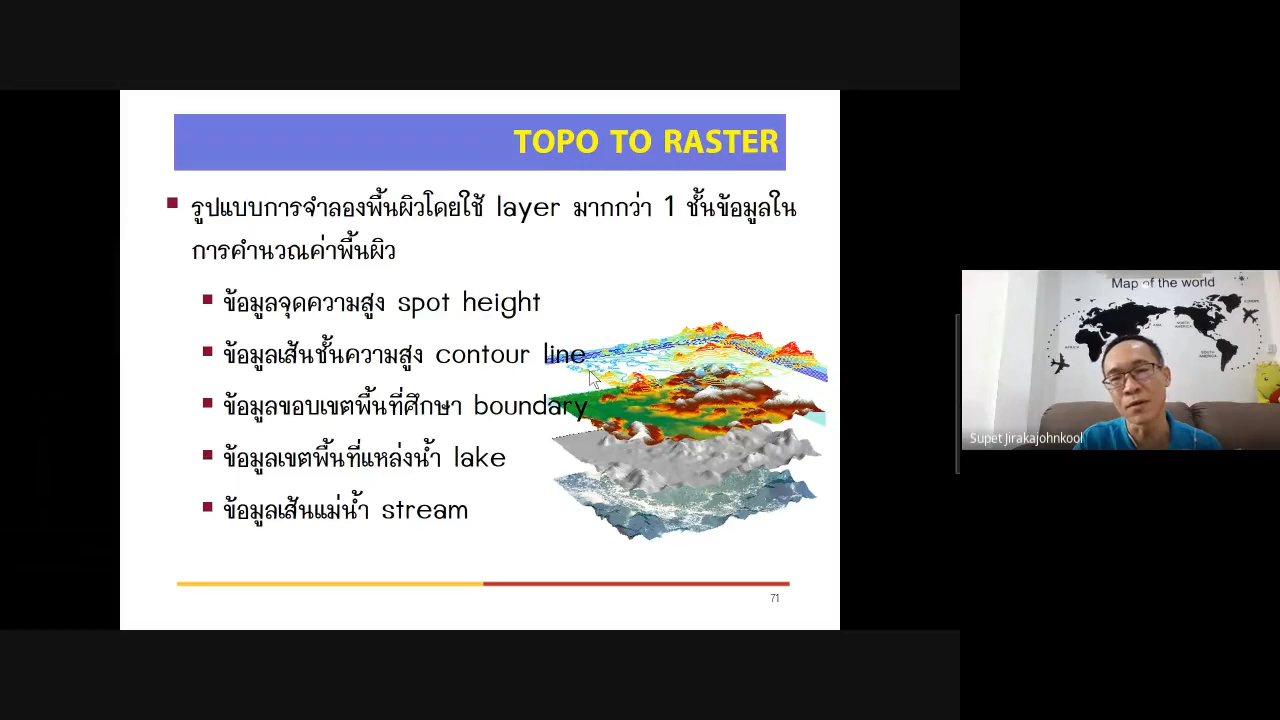 TOPO TO RASTER
รูปแบบการจำลองพื้นผิวโดยใช้ layer มากกว่า 1 ชั้นข้อมูลใน
การคำนวณค่าพื้นผิว
ข้อมูลจุดความสูง spot height
ข้อมูลเส้นชั้นความสูง contour line
ข้อมูลขอบเขตพื้นที่ศึกษา boundary
ข้อมูลเขตพื้นที่แหล่งน้ำ lake
ข้อมูลเส้นแม่น้ำ stream
71
Map of the world
EUROPE
ASIA
NORTH
AMERICA
AFRICA
SOUTH
AMERICA
Supet Jirakajohnkool